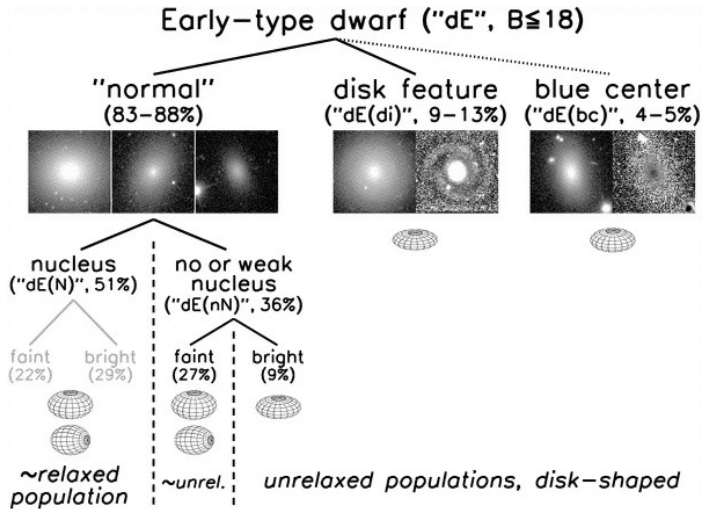 Early-type dwarf ("dE", B≦18)
"normal"
(83-88%)
disk feature
("dE(di)", 9-13%)
blue center
("dE(bc)", 4-5%)
nucleus
("dE(N)", 51%)
no or weak
nucleus
("dE(nN)", 36%)
faint
(22%)
bright
(29%)
faint
(27%)
bright
(9%)
~relaxed
population
~unrel.
unrelaxed populations, disk-shaped